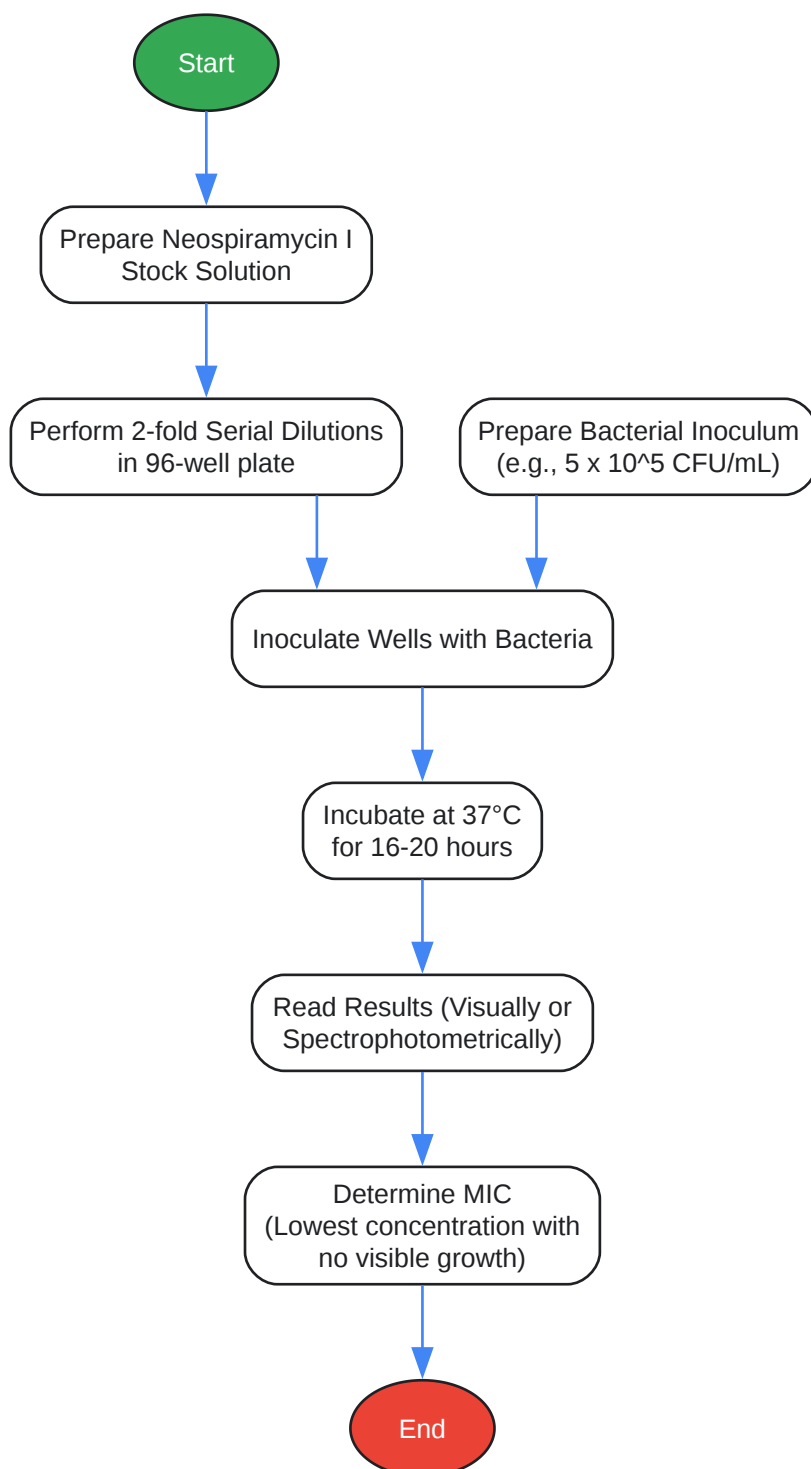 Start
Prepare Neospiramycin I
Stock Solution
Perform 2-fold Serial Dilutions
in 96-well plate
Prepare Bacterial Inoculum
(e.g., 5 x 10^5 CFU/mL)
Inoculate Wells with Bacteria
Incubate at 37°C
for 16-20 hours
Read Results (Visually or
Spectrophotometrically)
Determine MIC
(Lowest concentration with
no visible growth)
End